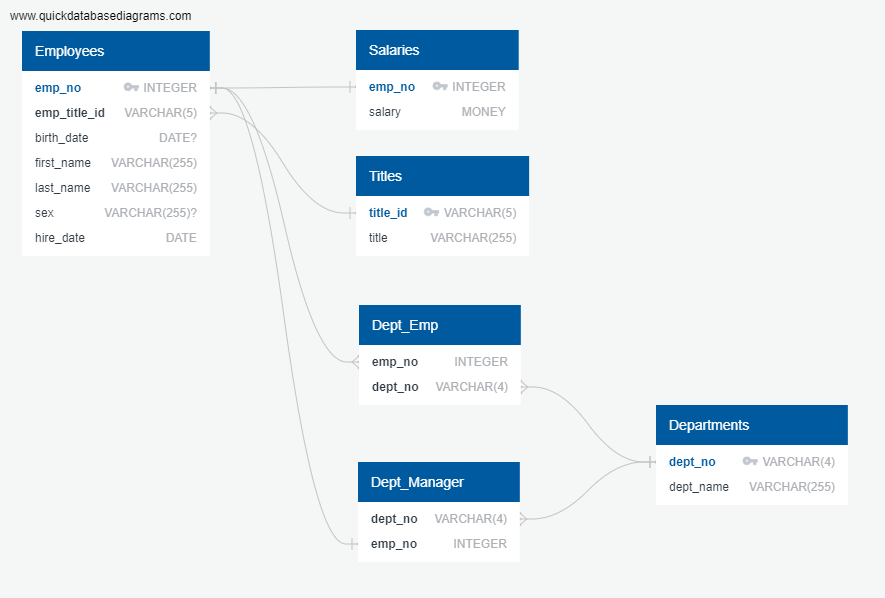 www.quickdatabasediagrams.com
Employees
emp_no INTEGER
emp_title_id VARCHAR(5)
birth_date DATE?
first_name VARCHAR(255)
last_name VARCHAR(255)
sex VARCHAR(255)?
hire_date DATE
Salaries
emp_no INTEGER
salary MONEY
Titles
title_id VARCHAR(5)
title VARCHAR(255)
Dept_Emp
emp_no INTEGER
dept_no VARCHAR(4)
Dept_Manager
dept_no VARCHAR(4)
emp_no INTEGER
Departments
dept_no VARCHAR(4)
dept_name VARCHAR(255)